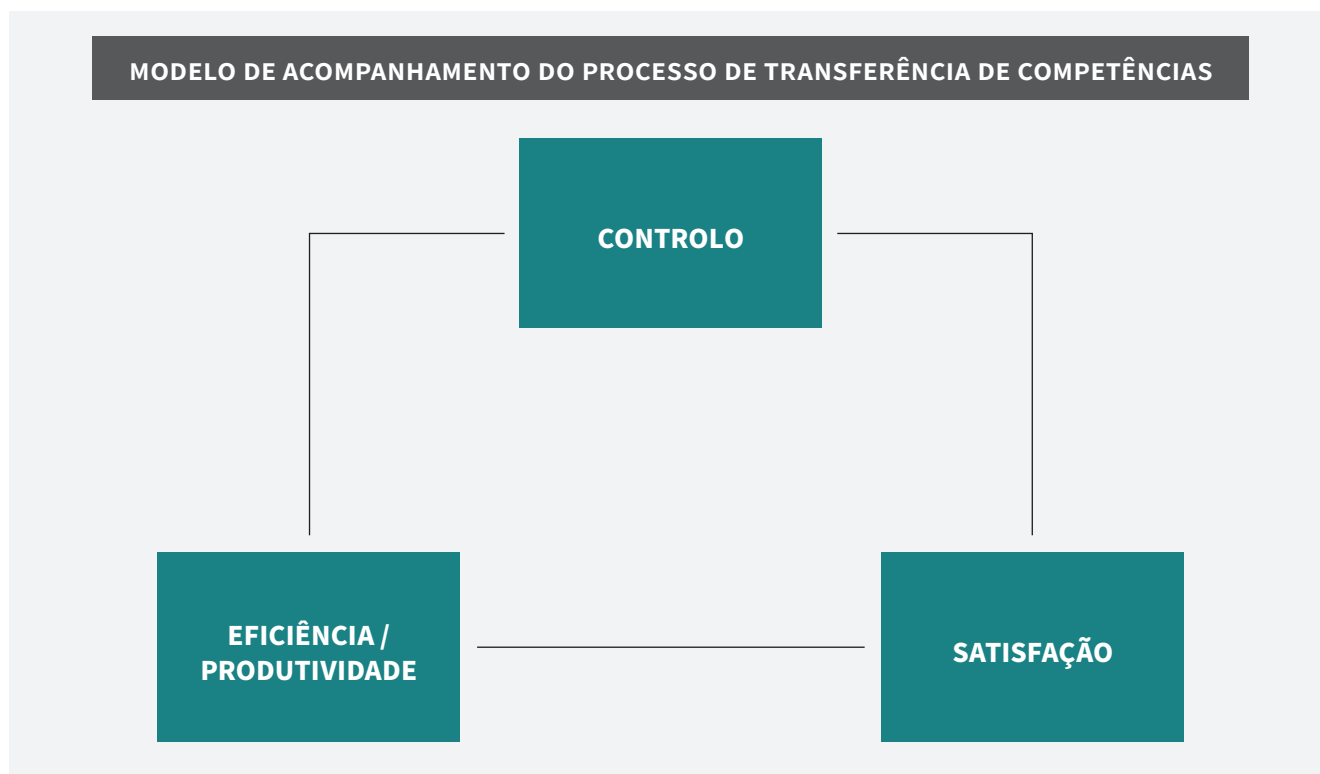 MODELO DE ACOMPANHAMENTO DO PROCESSO DE TRANSFERÊNCIA DE COMPETÊNCIAS
CONTROLO
EFICIÊNCIA /
PRODUTIVIDADE
SATISFAÇÃO